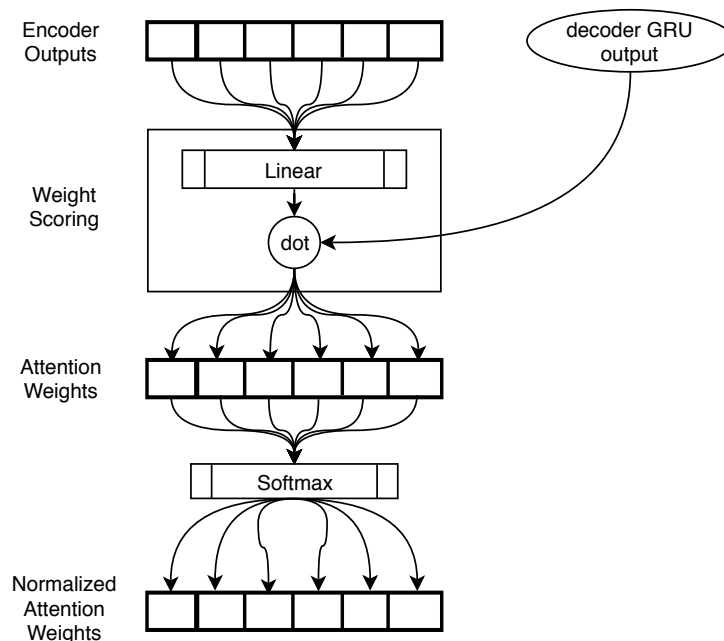 Encoder
Outputs
decoder GRU
output
Linear
Weight
Scoring
dot
Attention
Weights
Softmax
Normalized
Attention
Weights